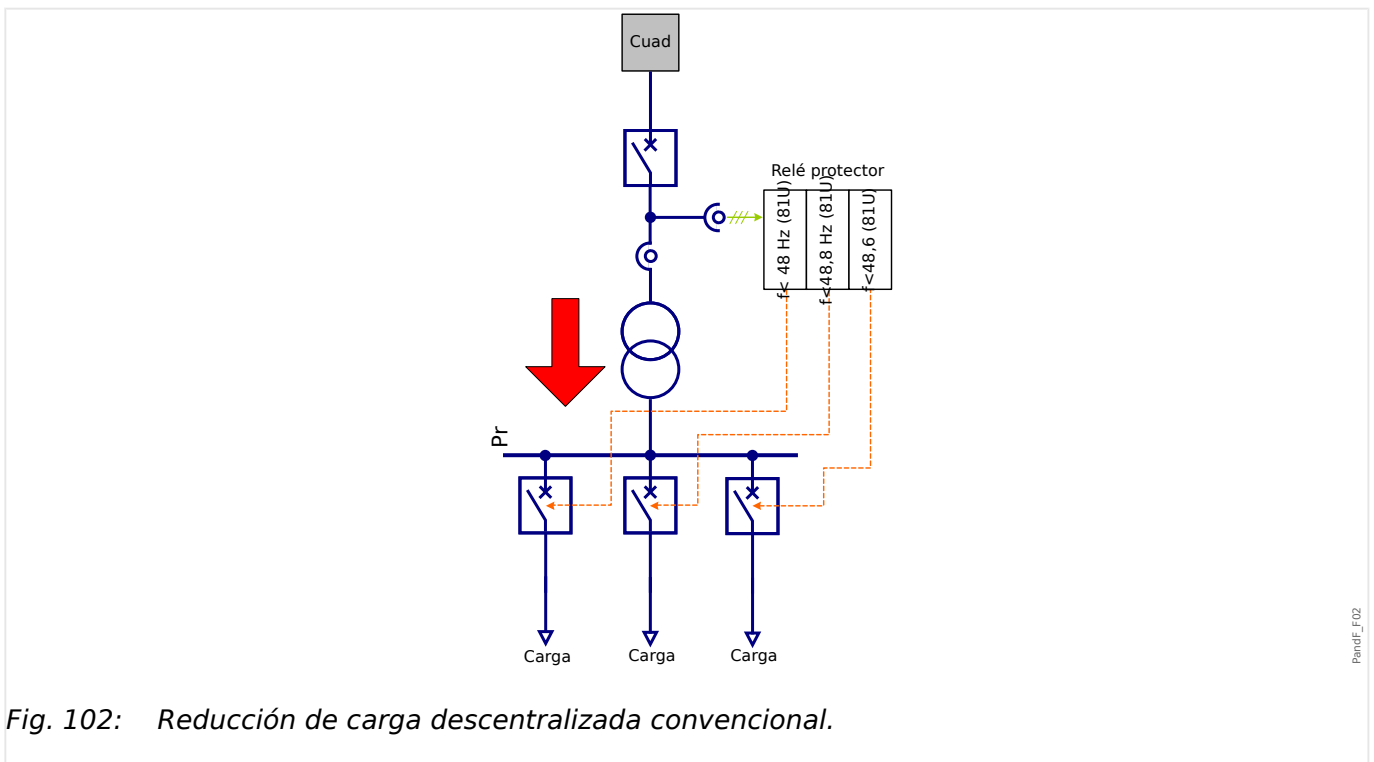 Cuad
Relé protector
f< 48 Hz (81U)
f<48,8 Hz (81U)
f<48,6 (81U)
Pr
Carga
Carga
Carga
PandF_F02
Fig. 102: Reducción de carga descentralizada convencional.